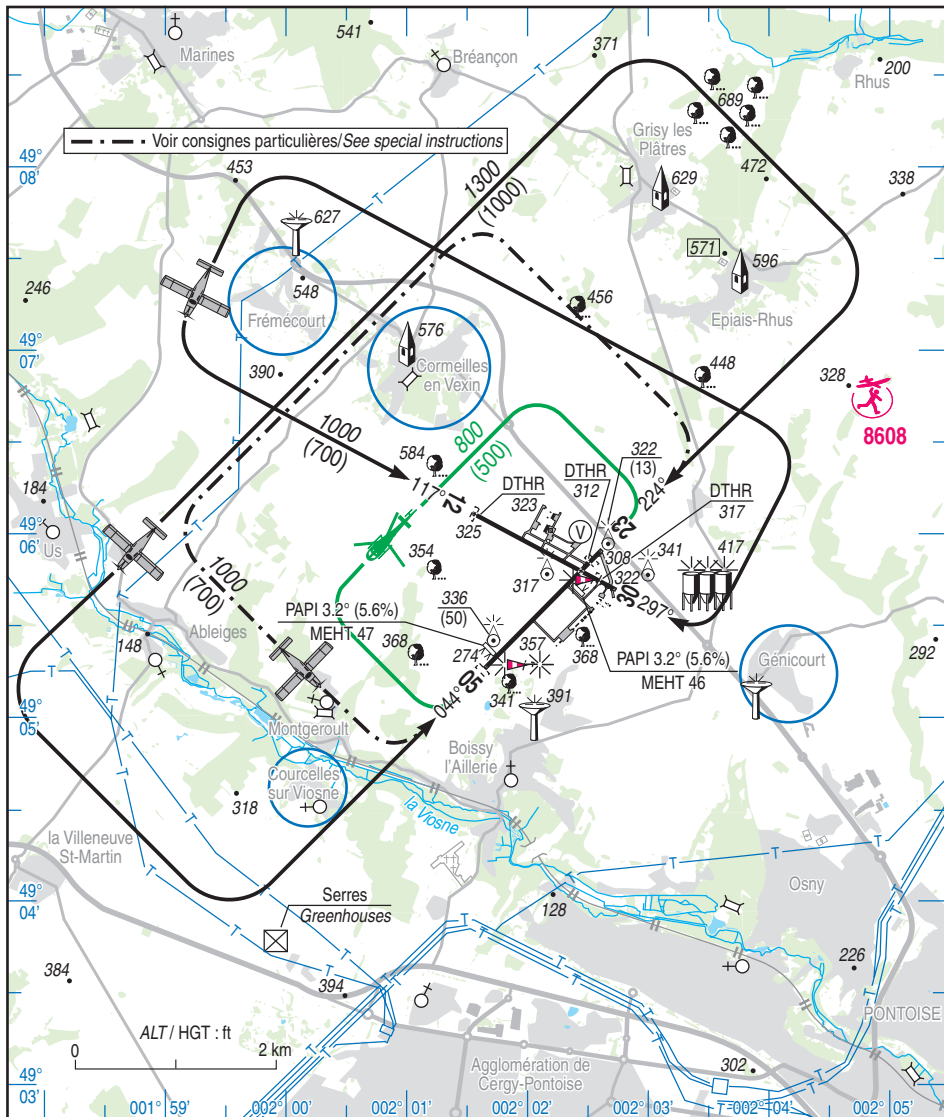 541
371
200
Marines
Bréançon
Rhus
689
Voir consignes particulières/See special instructions
Grisy les
Plâtres
49°
08'
453
1300
(1000)
629
472
338
627
571
596
246
548
456
Frémécourt
Epiais-Rhus
576
49°
07'
390
Cormeilles
en Vexin
448
328
8608
1000
(700)
800
(500)
584
117°
12
DTHR
323
325
DTHR
312
322
(13)
224°
23
DTHR
317
184
49°
06'
Us
V
354
317
308
322
341
417
30
297°
1000
(700)
336
(50)
PAPI 3.2° (5.6%)
MEHT 47
Ableiges
148
368
274
357
368
PAPI 3.2° (5.6%)
MEHT 46
Génicourt
292
05
044°
341
391
49°
05'
Montgeroult
Boissy
l'Aillerie
Courcelles
sur Viosne
318
la Viosne
la Villeneuve
St-Martin
Serres
Greenhouses
49°
04'
128
Osny
384
394
226
PONTOISE
ALT / HGT : ft
0
2 km
Agglomération de
Cergy-Pontoise
302
49°
03'
001°59'
002°00'
002°01'
002°02'
002°03'
002°04'
002°05'